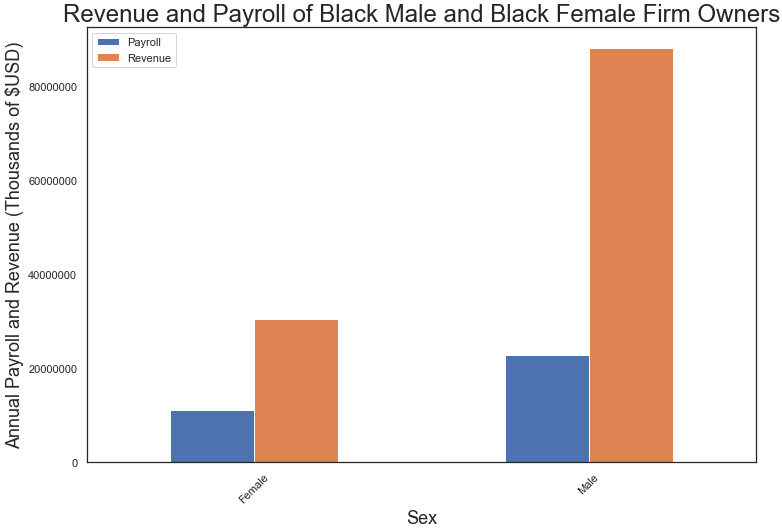 Revenue and Payroll of Black Male and Black Female Firm Owners
Payroll
Revenue
Annual Payroll and Revenue (Thousands of $USD)
80000000
60000000
40000000
20000000
0
Female
Male
Sex